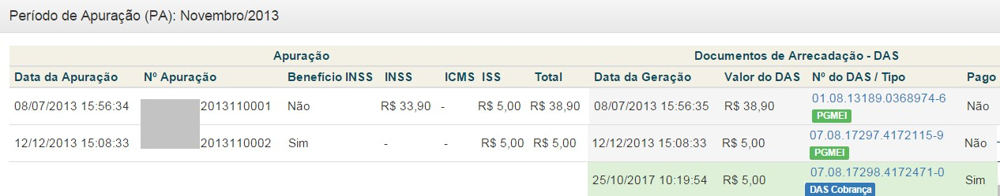 Período de Apuração (PA): Novembro/2013
Apuração Documentos de Arrecadação - DAS
Data da Apuração Nº Apuração Benefício INSS INSS ICMS ISS Total Data da Geração Valor do DAS Nº do DAS / Tipo Pago
08/07/2013 15:56:34 2013110001 Não R$ 33,90 - R$ 5,00 R$ 38,90 08/07/2013 15:56:35 R$ 38,90 01.08.13189.0368974-6 Não
PGMEI
12/12/2013 15:08:33 2013110002 Sim - - R$ 5,00 R$ 5,00 12/12/2013 15:08:33 R$ 5,00 07.08.17297.4172115-9 Não
PGMEI
25/10/2017 10:19:54 R$ 5,00 07.08.17298.4172471-0 Sim
DAS Cobrança